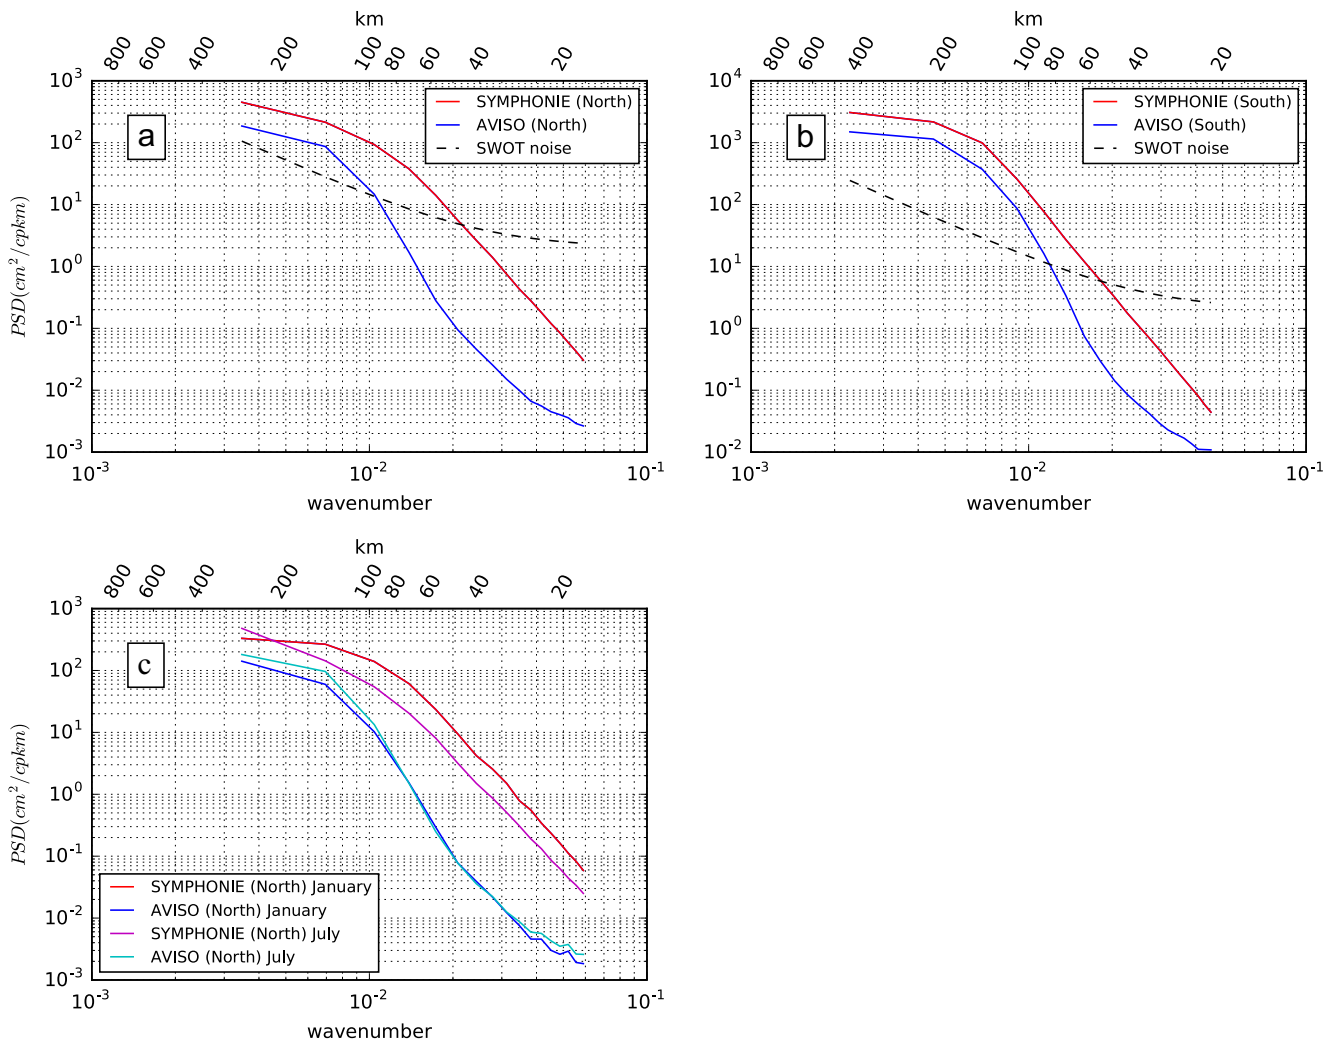 km
800 600 400 200 100 80 60 40 20
10^3
10^2
10^1
10^0
10^-1
10^-2
10^-3
PSD(cm^2/cpkm)
a
SYMPHONIE (North)
AVISO (North)
SWOT noise
10^-3 10^-2 10^-1
wavenumber
km
800 600 400 200 100 80 60 40 20
10^4
10^3
10^2
10^1
10^0
10^-1
10^-2
b
SYMPHONIE (South)
AVISO (South)
SWOT noise
10^-3 10^-2 10^-1
wavenumber
km
800 600 400 200 100 80 60 40 20
10^3
10^2
10^1
10^0
10^-1
10^-2
10^-3
PSD(cm^2/cpkm)
c
SYMPHONIE (North) January
AVISO (North) January
SYMPHONIE (North) July
AVISO (North) July
10^-3 10^-2 10^-1
wavenumber